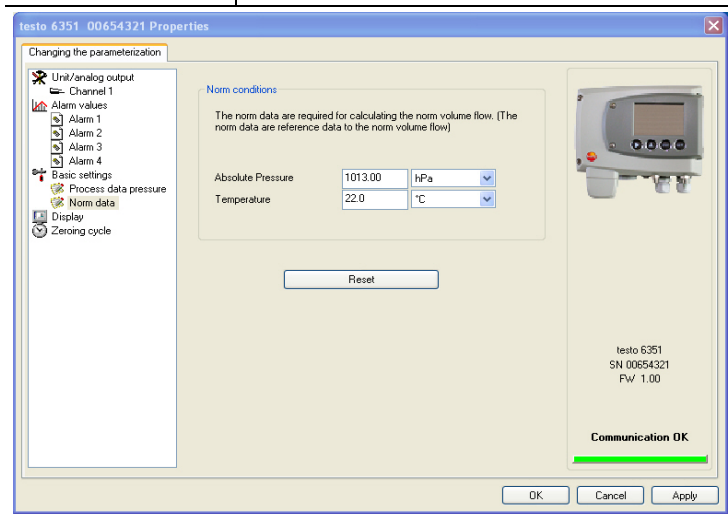 testo 6351 00654321 Properties
Changing the parameterization
Unit/analog output
Channel 1
Alarm values
Alarm 1
Alarm 2
Alarm 3
Alarm 4
Basic settings
Process data pressure
Norm data
Display
Zeroing cycle
Norm conditions
The norm data are required for calculating the norm volume flow. (The
norm data are reference data to the norm volume flow)
Absolute Pressure 1013.00 hPa
Temperature 22.0 °C
Reset
testo 6351
SN 00654321
FW 1.00
Communication OK
OK Cancel Apply